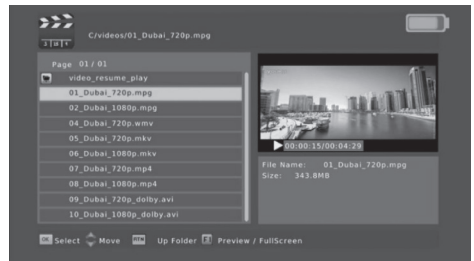 C/videos/01_Dubai_720p.mpg
Page 01/01
video_resume_play
01_Dubai_720p.mpg
02_Dubai_1080p.mpg
04_Dubai_720p.wmv
05_Dubai_720p.mkv
06_Dubai_1080p.mkv
07_Dubai_720p.mp4
08_Dubai_1080p.mp4
09_Dubai_720p_dolby.avi
10_Dubai_1080p_dolby.avi
00:00:15/00:04:29
File Name: 01_Dubai_720p.mpg
Size: 343.8MB
OK Select Move Up Folder Preview / FullScreen